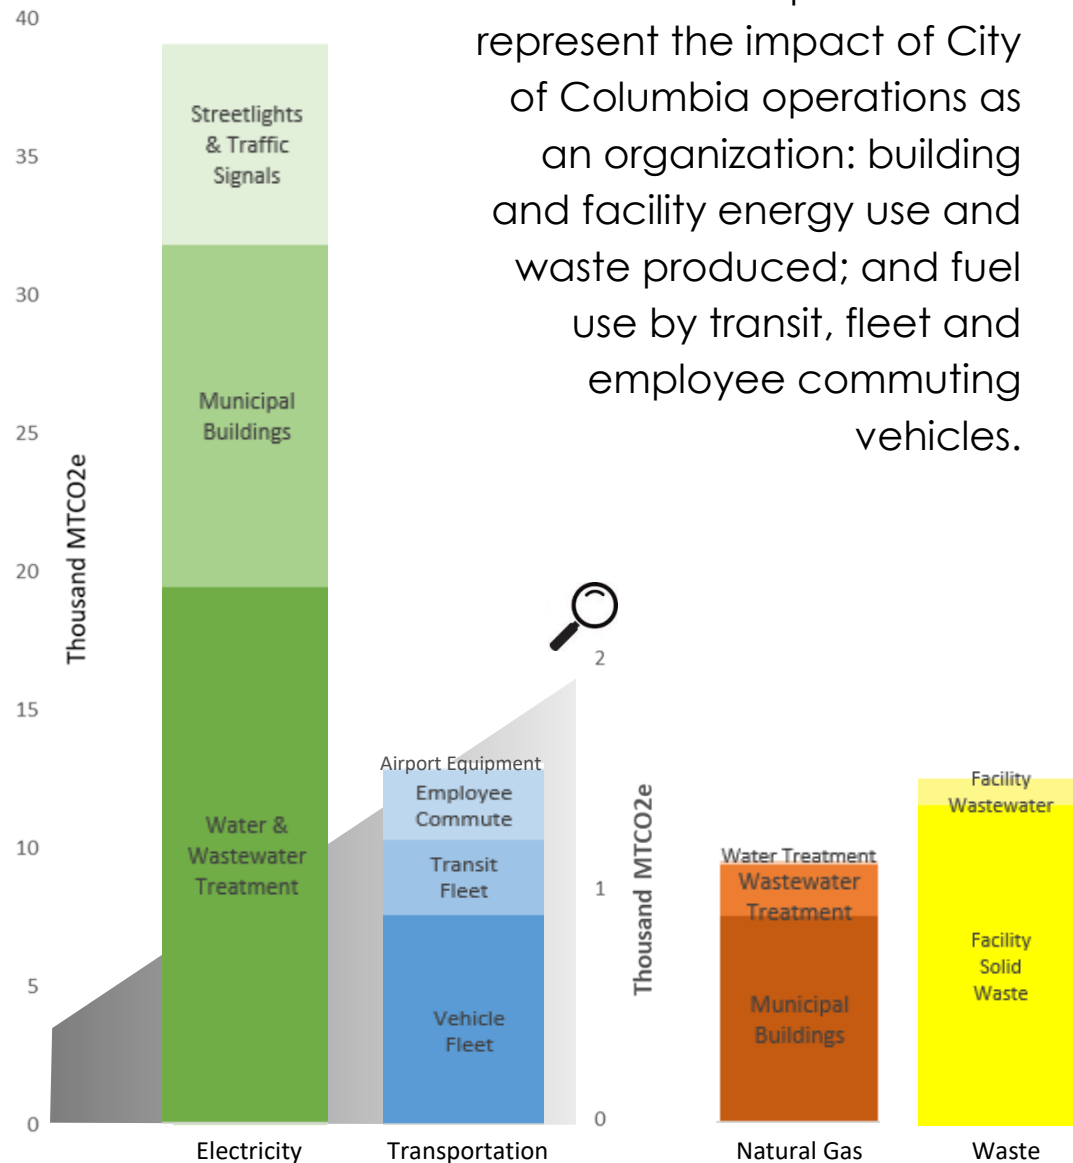 represent the impact of City
of Columbia operations as
an organization: building
and facility energy use and
waste produced; and fuel
use by transit, fleet and
employee commuting
vehicles.
40
35
30
25
20
15
10
5
0
Thousand MTCO2e
Streetlights
& Traffic
Signals
Municipal
Buildings
Water &
Wastewater
Treatment
Electricity
Airport Equipment
Employee
Commute
Transit
Fleet
Vehicle
Fleet
Transportation
2
1
0
Thousand MTCO2e
Water Treatment
Wastewater
Treatment
Municipal
Buildings
Natural Gas
Facility
Wastewater
Facility
Solid
Waste
Waste